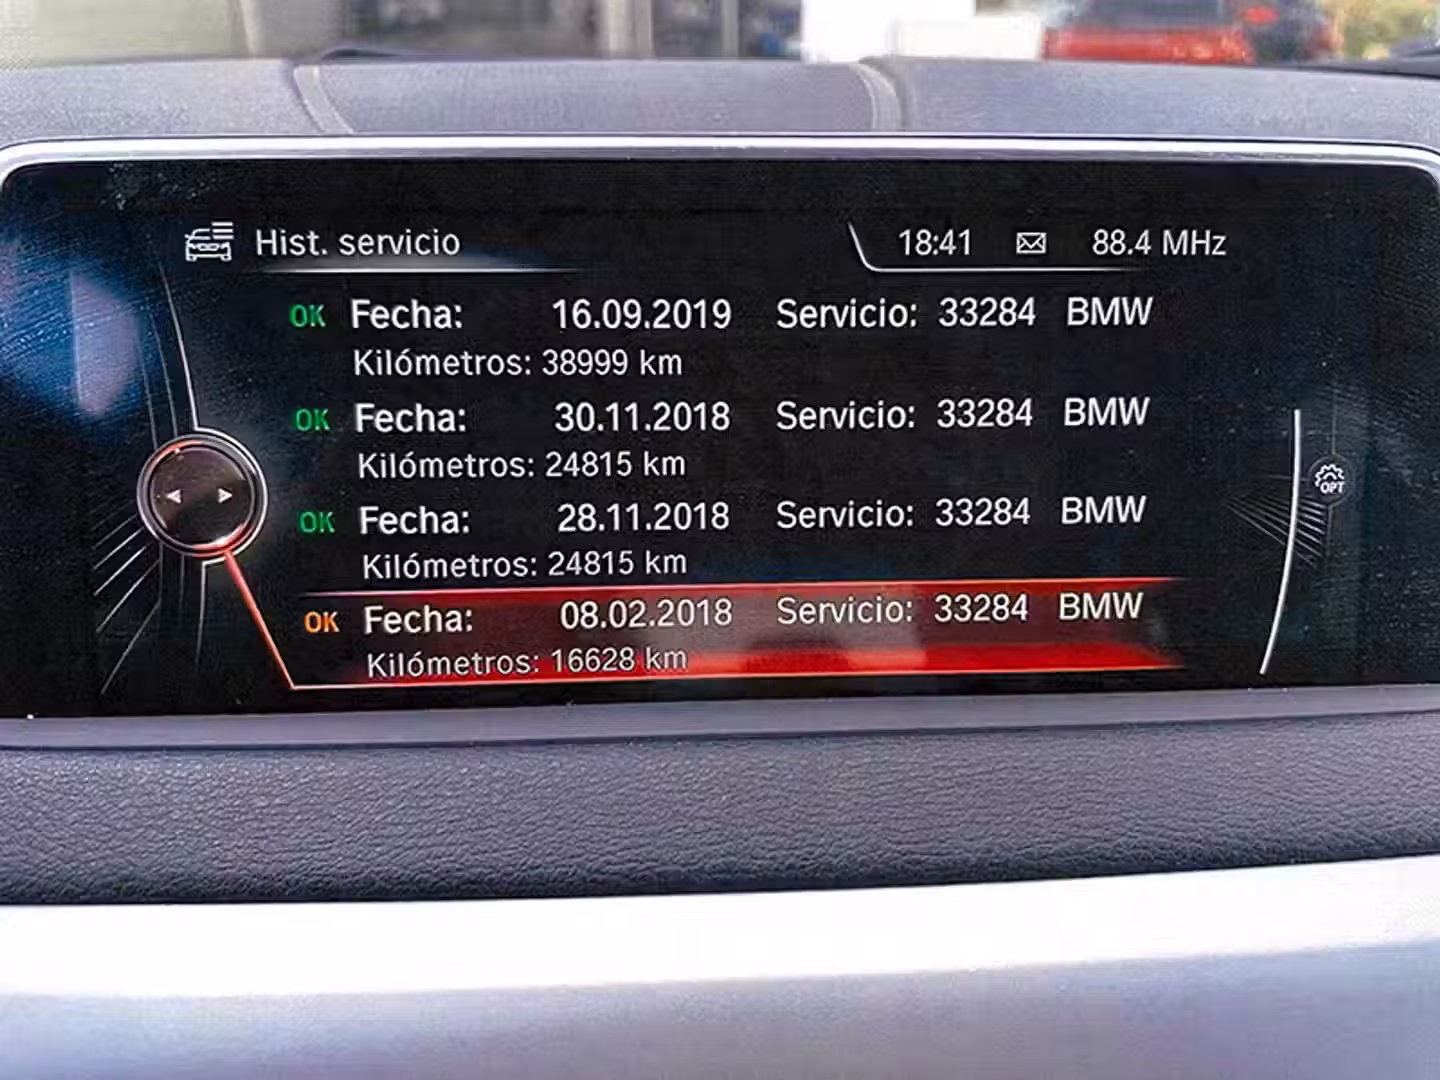 Hist. servicio 18:41 88.4 MHz
OK Fecha: 16.09.2019 Servicio: 33284 BMW
Kilómetros: 38999 km
OK Fecha: 30.11.2018 Servicio: 33284 BMW
Kilómetros: 24815 km
OK Fecha: 28.11.2018 Servicio: 33284 BMW
Kilómetros: 24815 km
OK Fecha: 08.02.2018 Servicio: 33284 BMW
Kilómetros: 16628 km
OPT